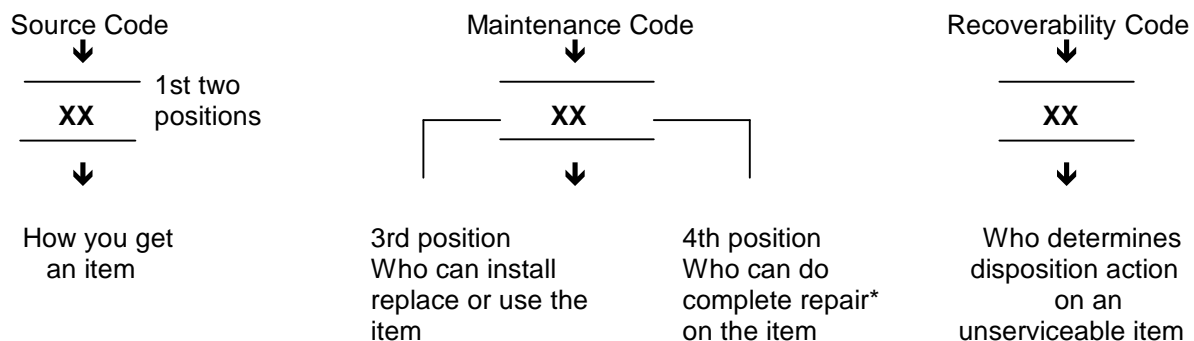 Source Code
1st two
positions
XX
How you get
an item
Maintenance Code
XX
3rd position
Who can install
replace or use the
item
4th position
Who can do
complete repair*
on the item
Recoverability Code
XX
Who determines
disposition action
on an
unserviceable item